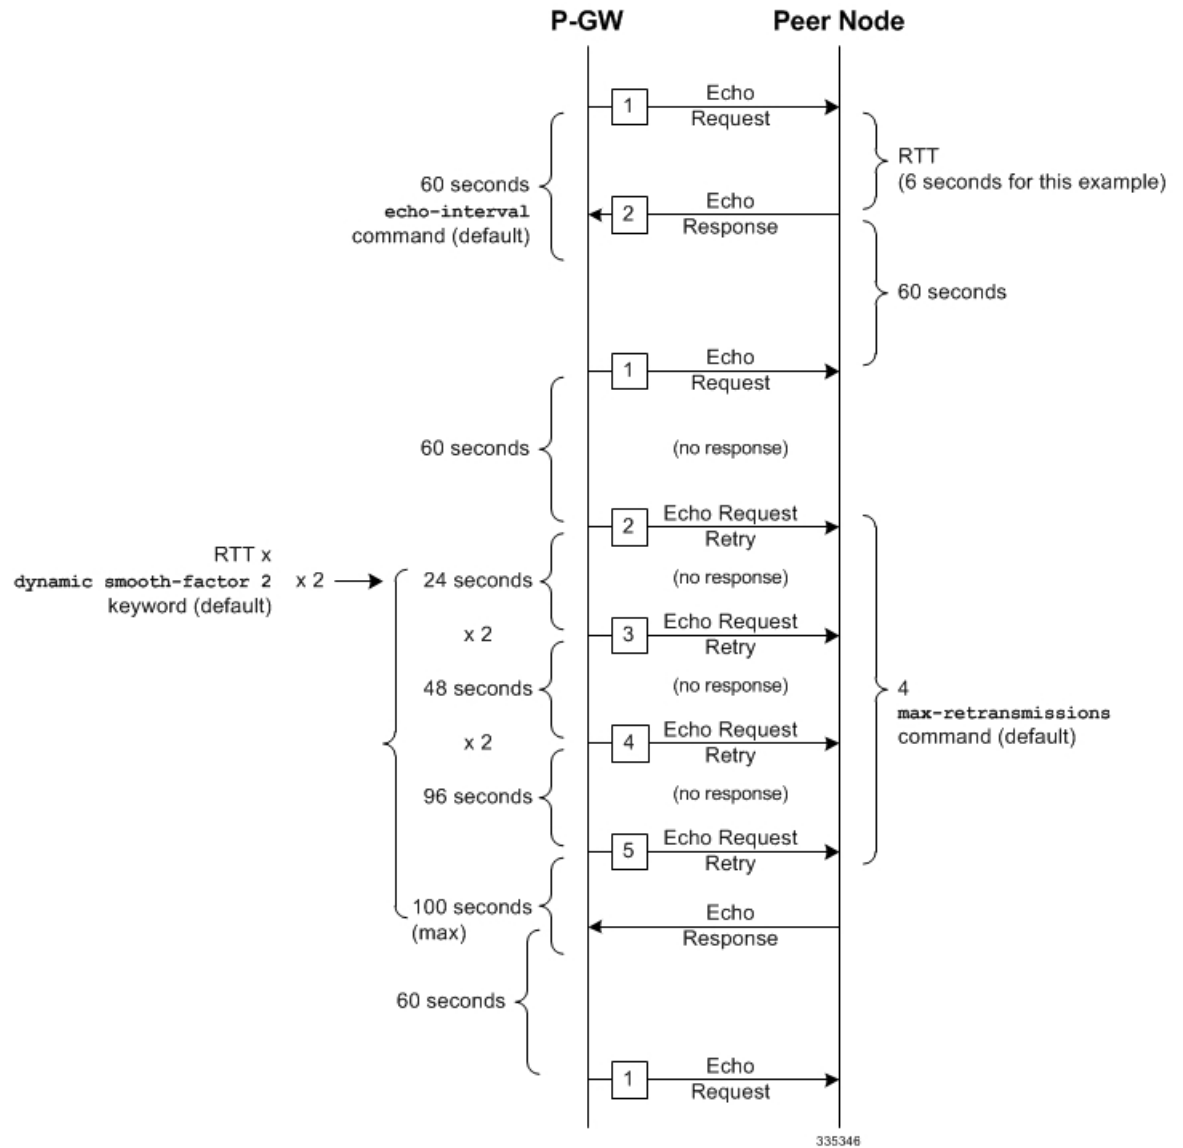 P-GW
Peer Node
1
Echo
Request
RTT
(6 seconds for this example)
60 seconds
echo-interval
command (default)
2
Echo
Response
60 seconds
1
Echo
Request
60 seconds
(no response)
2
Echo Request
Retry
RTT x
dynamic smooth-factor 2
keyword (default)
x 2
24 seconds
(no response)
x 2
3
Echo Request
Retry
48 seconds
(no response)
4
max-retransmissions
command (default)
x 2
4
Echo Request
Retry
96 seconds
(no response)
5
Echo Request
Retry
100 seconds
(max)
Echo
Response
60 seconds
1
Echo
Request
335346